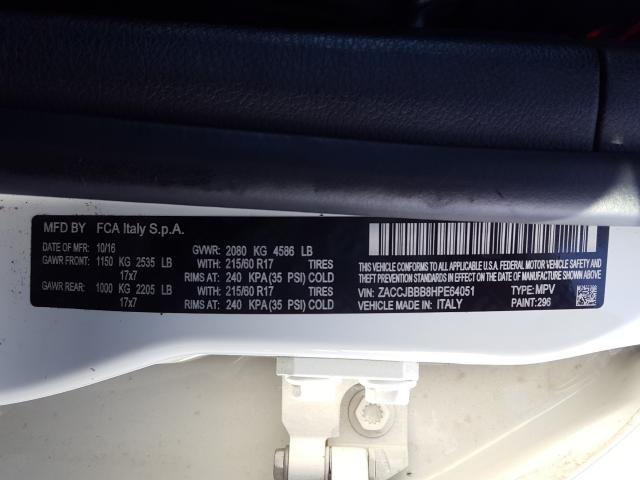 MFD BY FCA Italy S.p.A.
DATE OF MFR: 10/16 GVWR: 2080 KG 4586 LB
GAWR FRONT: 1150 KG 2535 LB WITH: 215/60 R17 TIRES
17x7 RIMS AT: 240 KPA(35 PSI) COLD
GAWR REAR: 1000 KG 2205 LB WITH: 215/60 R17 TIRES
17x7 RIMS AT: 240 KPA(35 PSI) COLD
THIS VEHICLE CONFORMS TO ALL APPLICABLE U.S. FEDERAL MOTOR
VEHICLE SAFETY STANDARDS AND THEFT PREVENTION STANDARDS
IN EFFECT ON THE DATE OF MANUFACTURE SHOWN ABOVE.
VIN: ZACCJBBB8HPE64051 TYPE: MPV
VEHICLE MADE IN: ITALY PAINT: 296